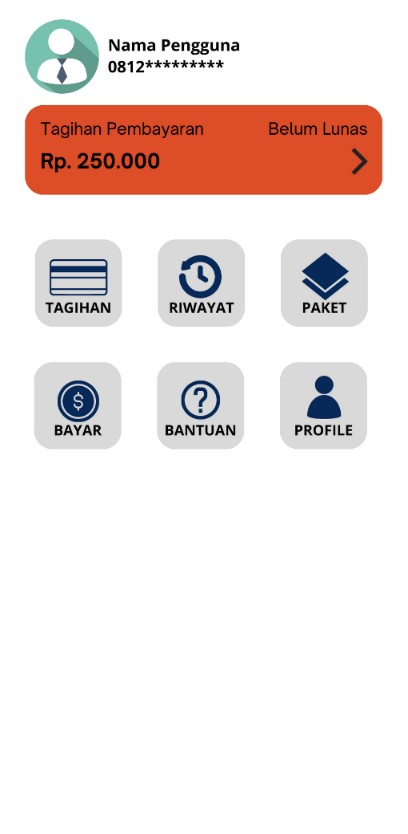 Nama Pengguna
0812*********
Tagihan Pembayaran Belum Lunas
Rp. 250.000
TAGIHAN RIWAYAT PAKET
$ ?
BAYAR BANTUAN PROFILE